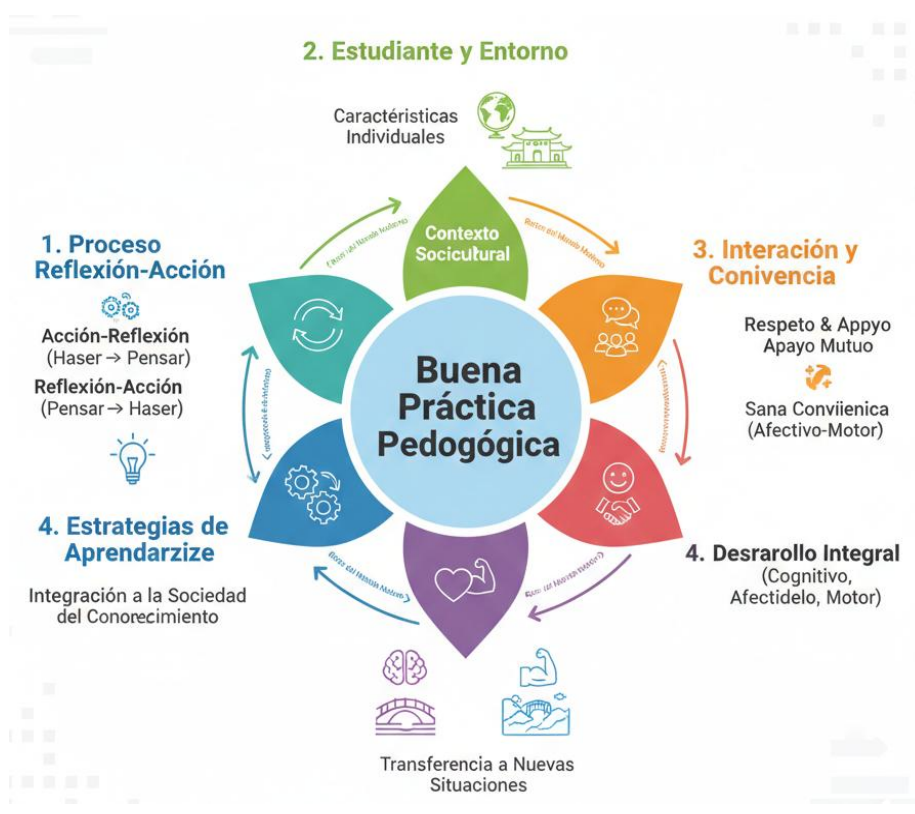 2. Estudiante y Entorno
Caractéristicas
Individuales
Contexto
Socicultural
1. Proceso
Reflexión-Acción
Acción-Reflexión
(Haser → Pensar)
Reflexión-Acción
(Pensar → Haser)
3. Interación y
Conivencia
Respeto & Appyo
Apayo Mutuo
Sana Conviienica
(Afectivo-Motor)
Buena
Práctica
Pedogógica
4. Estrategias de
Aprendarzize
Integración a la Sociedad
del Conorecimiento
4. Desrarollo Integral
(Cognitivo,
Afectidelo, Motor)
Transferencia a Nuevas
Situaciones